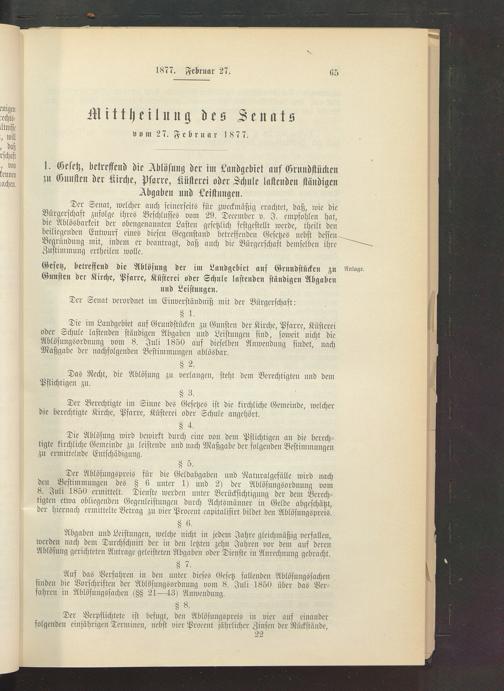 1877. Februar 27.
65
Mittheilung des Senats
vom 27. Februar 1877.
1. Gesetz, betreffend die Ablösung der im Landgebiet auf Grundstücken
zu Gunsten der Kirche, Pfarre, Küsterei oder Schule lastenden ständigen
Abgaben und Leistungen.
Der Senat, welcher auch seinerseits für zweckmäßig erachtet, daß, wie die
Bürgerschaft zufolge ihres Beschlusses vom 29. December v. J. empfohlen hat,
die Ablösbarkeit der obengenannten Lasten gesetzlich festgestellt werde, theilt den
beiliegenden Entwurf eines diesen Gegenstand betreffenden Gesetzes nebst dessen
Begründung mit, indem er beantragt, daß auch die Bürgerschaft demselben ihre
Zustimmung ertheilen wolle.
Gesetz, betreffend die Ablösung der im Landgebiet auf Grundstücken zu
Anlage.
Gunsten der Kirche, Pfarre, Küsterei oder Schule lastenden ständigen Abgaben
und Leistungen.
Der Senat verordnet im Einverständniß mit der Bürgerschaft:
§ 1.
Die im Landgebiet auf Grundstücken zu Gunsten der Kirche, Pfarre, Küsterei
oder Schule lastenden ständigen Abgaben und Leistungen sind, soweit nicht die
Ablösungsordnung vom 8. Juli 1850 auf dieselben Anwendung findet, nach
Maßgabe der nachfolgenden Bestimmungen ablösbar.
§ 2.
Das Recht, die Ablösung zu verlangen, steht dem Berechtigten und dem
Pflichtigen zu.
§ 3.
Der Berechtigte im Sinne des Gesetzes ist die kirchliche Gemeinde, welcher
die berechtigte Kirche, Pfarre, Küsterei oder Schule angehört.
§ 4.
Die Ablösung wird bewirkt durch eine von dem Pflichtigen an die berech-
tigte kirchliche Gemeinde zu leistende und nach Maßgabe der folgenden Bestimmungen
zu ermittelnde Entschädigung.
§ 5.
Der Ablösungspreis für die Geldabgaben und Naturalgefälle wird nach
den Bestimmungen des § 6 unter 1) und 2) der Ablösungsordnung vom
8. Juli 1850 ermittelt. Dienste werden unter Berücksichtigung der dem Berech-
tigten etwa obliegenden Gegenleistungen durch Achtsmänner in Gelde abgeschätzt,
der hiernach ermittelte Betrag zu vier Procent capitalisirt bildet den Ablösungspreis.
§ 6.
Abgaben und Leistungen, welche nicht in jedem Jahre gleichmäßig verfallen,
werden nach dem Durchschnitt der in den letzten zehn Jahren vor dem auf deren
Ablösung gerichteten Antrage geleisteten Abgaben oder Dienste in Anrechnung gebracht.
§ 7.
Auf das Verfahren in den unter dieses Gesetz fallenden Ablösungssachen
finden die Vorschriften der Ablösungsordnung vom 8. Juli 1850 über das Ver-
fahren in Ablösungssachen (§§ 21—43) Anwendung.
§ 8.
Der Verpflichtete ist befugt, den Ablösungspreis in vier auf einander
folgenden einjährigen Terminen, nebst vier Procent jährlicher Zinsen der Rückstände,
22